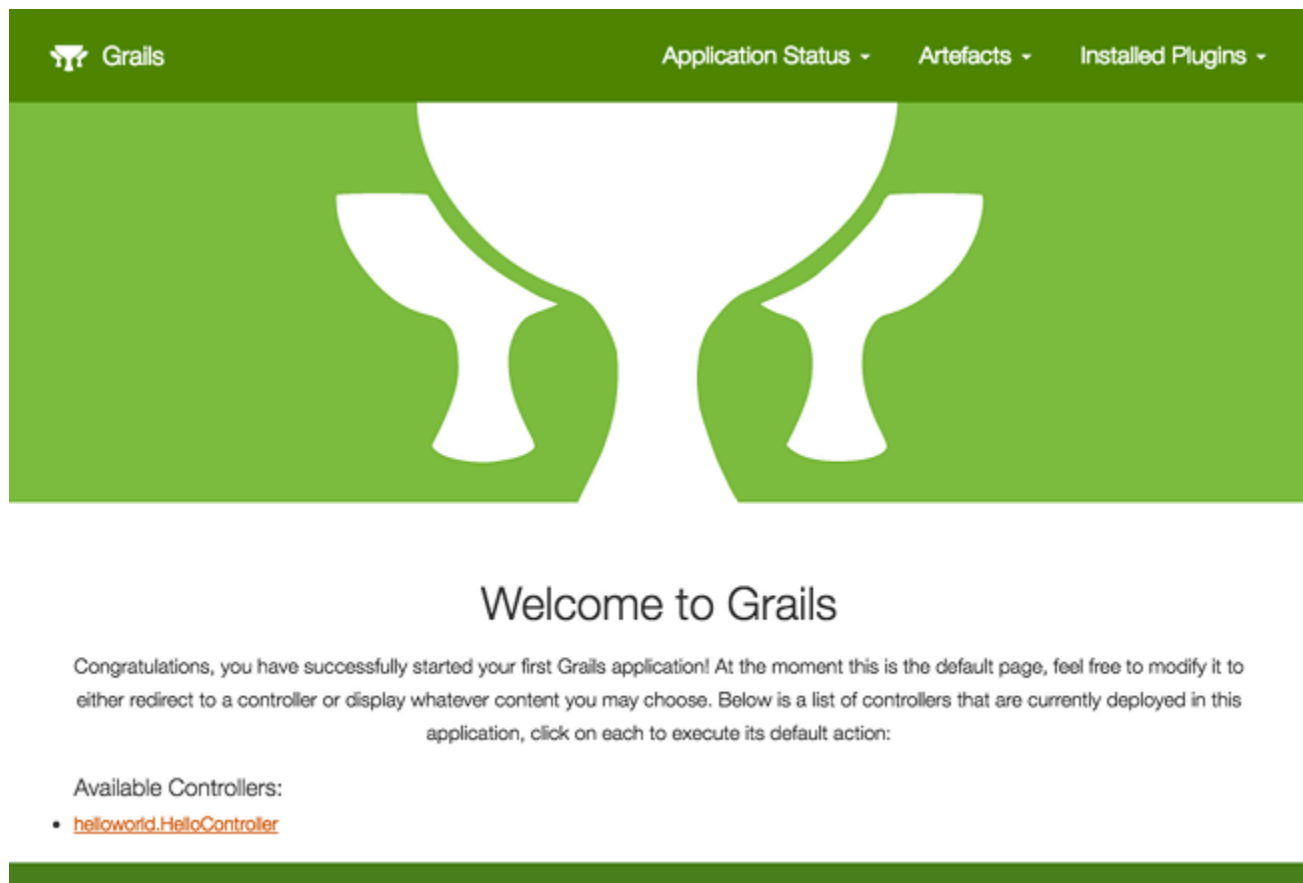 Grails
Application Status
Artefacts
Installed Plugins
Welcome to Grails
Congratulations, you have successfully started your first Grails application! At the moment this is the default page, feel free to modify it to
either redirect to a controller or display whatever content you may choose. Below is a list of controllers that are currently deployed in this
application, click on each to execute its default action:
Available Controllers:
• helloworld.HelloController